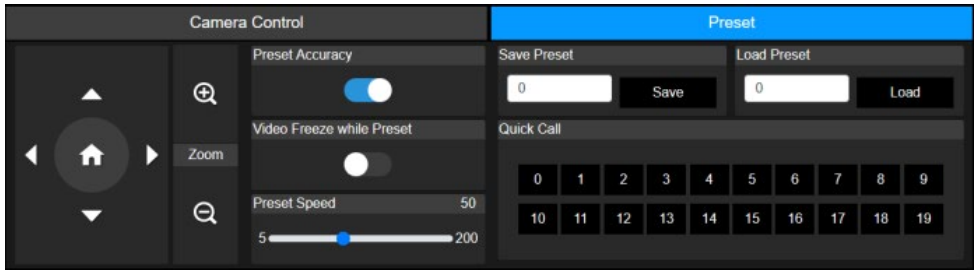 Camera Control
Preset
Preset Accuracy
Zoom
Video Freeze while Preset
Preset Speed 50
5 200
Save Preset
0
Save
Load Preset
0
Load
Quick Call
0 1 2 3 4 5 6 7 8 9
10 11 12 13 14 15 16 17 18 19